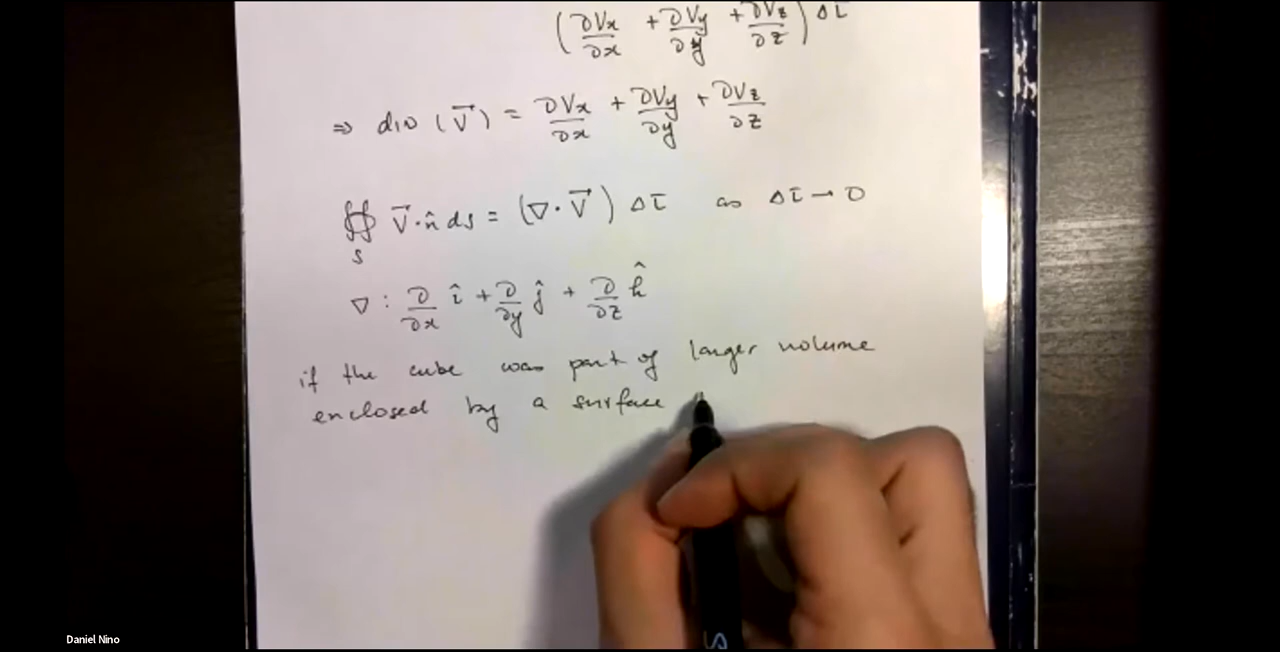 (∂Vx/∂x + ∂Vy/∂y + ∂Vz/∂z) Δτ
⇒ div (V⃗) = ∂Vx/∂x + ∂Vy/∂y + ∂Vz/∂z
∯ₛ V⃗·n̂ ds = (∇·V⃗) Δτ as Δτ → 0
∇ : ∂/∂x î + ∂/∂y ĵ + ∂/∂z k̂
if the cube was part of larger volume
enclosed by a surface
S
Daniel Nino